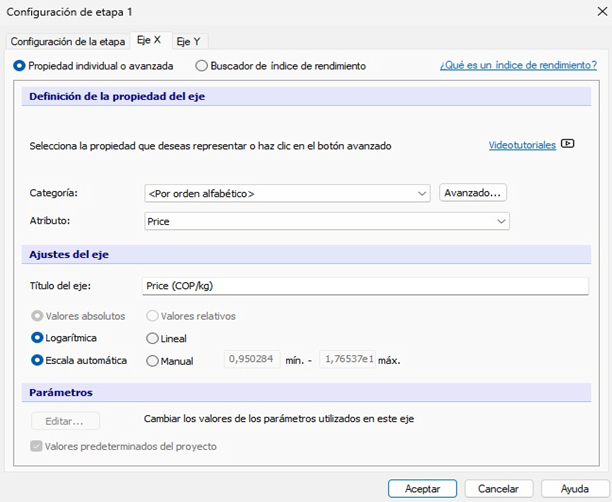 Configuración de etapa 1
Configuración de la etapa Eje X Eje Y
Propiedad individual o avanzada Buscador de índice de rendimiento ¿Qué es un índice de rendimiento?
Definición de la propiedad del eje
Selecciona la propiedad que deseas representar o haz clic en el botón avanzado Videotutoriales
Categoría: <Por orden alfabético> Avanzado...
Atributo: Price
Ajustes del eje
Título del eje: Price (COP/kg)
Valores absolutos Valores relativos
Logarítmica Lineal
Escala automática Manual 0,950284 mín. - 1,76537e1 máx.
Parámetros
Editar... Cambiar los valores de los parámetros utilizados en este eje
Valores predeterminados del proyecto
Aceptar Cancelar Ayuda